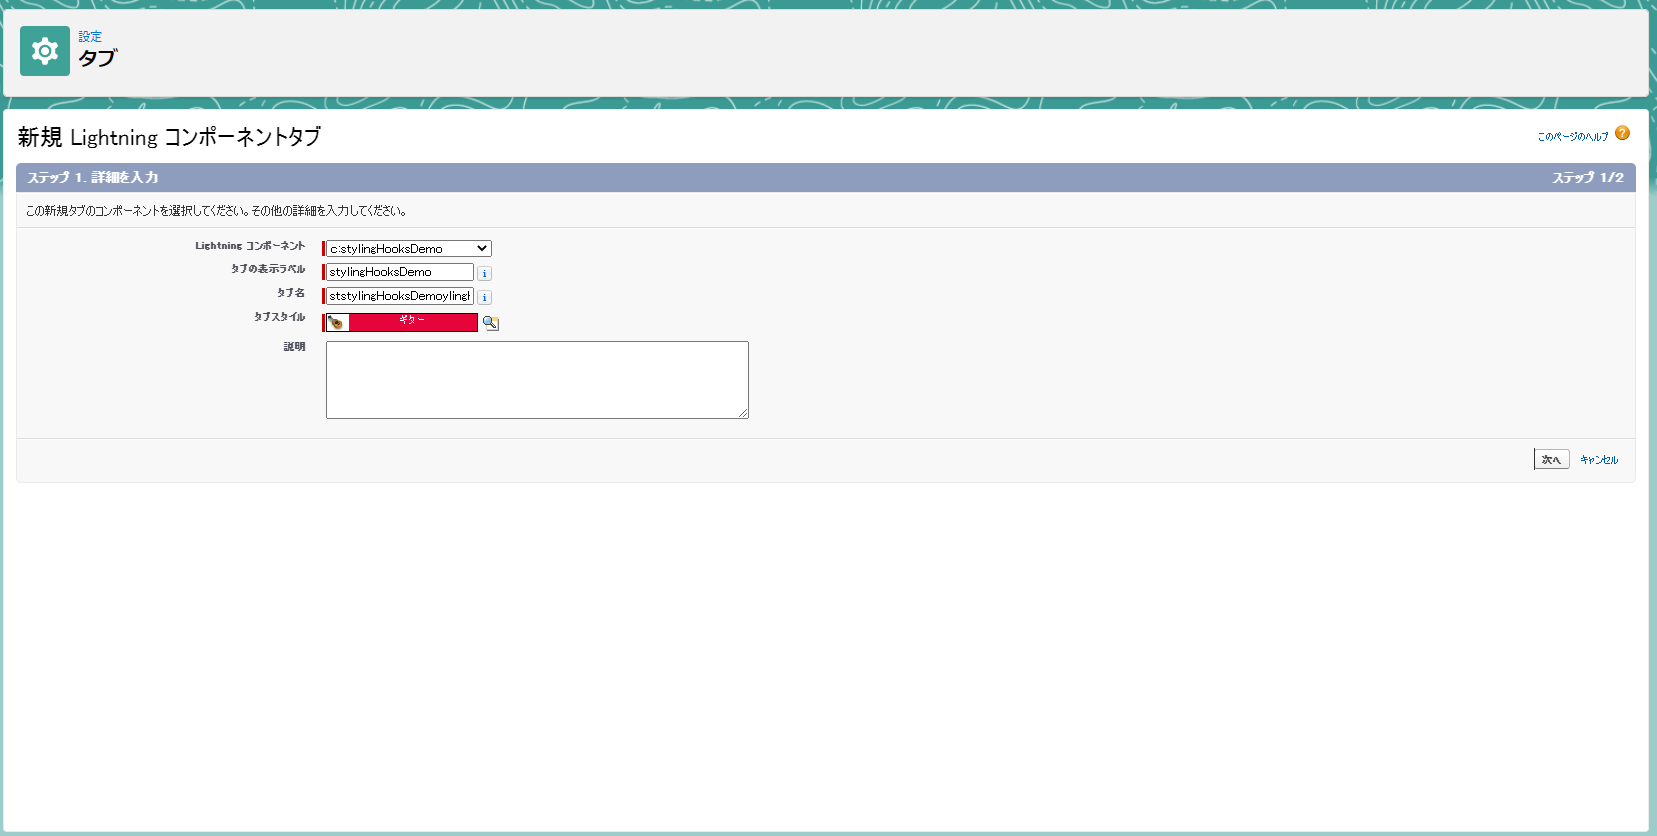 設定
タブ
新規 Lightning コンポーネントタブ
このページのヘルプ ?
ステップ 1. 詳細を入力 ステップ 1/2
この新規タブのコンポーネントを選択してください。その他の詳細を入力してください。
Lightning コンポーネント c:stylingHooksDemo
タブの表示ラベル stylingHooksDemo i
タブ名 ststylingHooksDemoylingH i
タブスタイル ギター
説明
次へ キャンセル